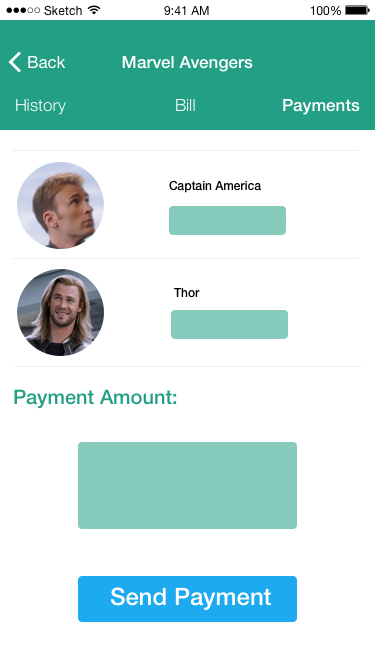 Sketch 9:41 AM 100%
Back Marvel Avengers
History Bill Payments
Captain America
Thor
Payment Amount:
Send Payment